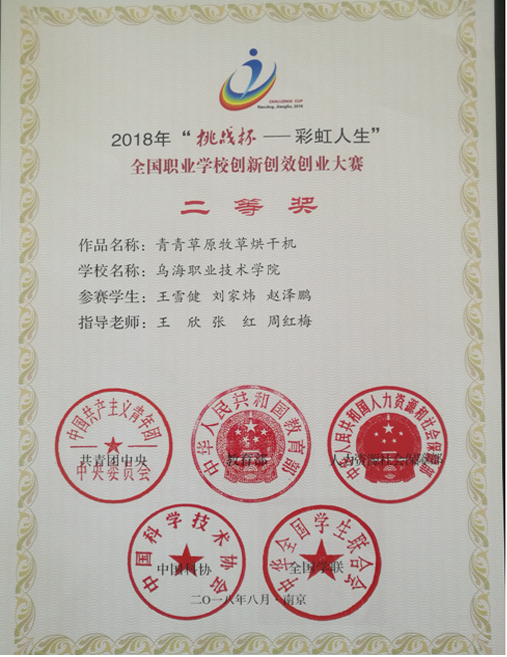 CHALLENGE CUP
Nanjing, Jiangsu, 2018
2018年“挑战杯——彩虹人生”
全国职业学校创新创效创业大赛
二等奖
作品名称：青青草原牧草烘干机
学校名称：乌海职业技术学院
参赛学生：王雪健 刘家炜 赵泽鹏
指导老师：王 欣 张 红 周红梅
中国共产主义青年团
中央委员会
共青团中央
中华人民共和国教育部
教育部
中华人民共和国人力资源和社会保障部
人力资源社会保障部
中国科学技术协会
中国科协
中华全国学生联合会
全国学联
二〇一八年八月·南京